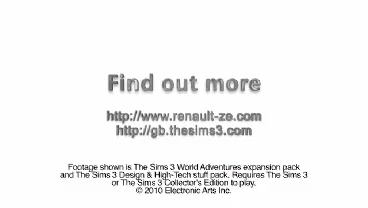 Find out more
http://www.renault-ze.com
http://gb.thesims3.com
Footage shown is The Sims 3 World Adventures expansion pack
and The Sims 3 Design & High-Tech stuff pack. Requires The Sims 3
or The Sims 3 Collector's Edition to play.
© 2010 Electronic Arts Inc.